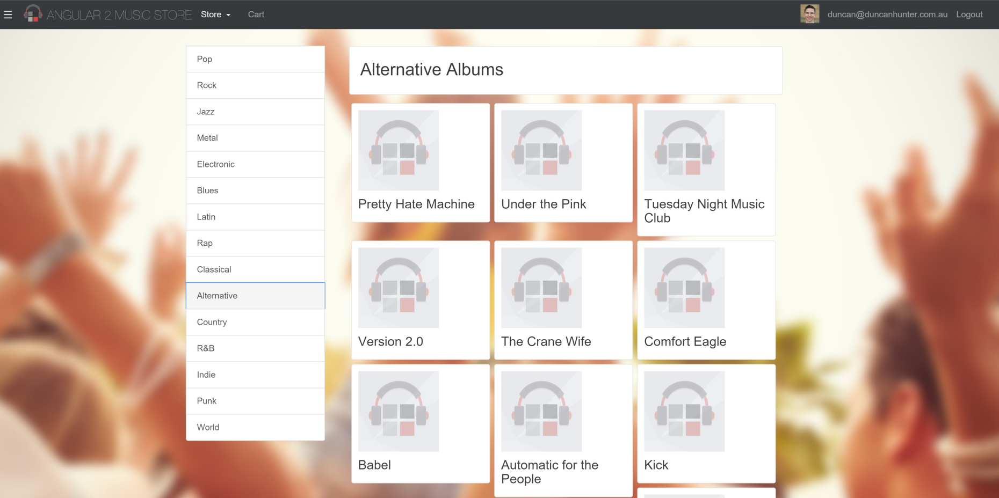 ANGULAR 2 MUSIC STORE
Store
Cart
duncan@duncanhunter.com.au
Logout
Pop
Rock
Jazz
Metal
Electronic
Blues
Latin
Rap
Classical
Alternative
Country
R&B
Indie
Punk
World
Alternative Albums
Pretty Hate Machine
Under the Pink
Tuesday Night Music
Club
Version 2.0
The Crane Wife
Comfort Eagle
Babel
Automatic for the
People
Kick